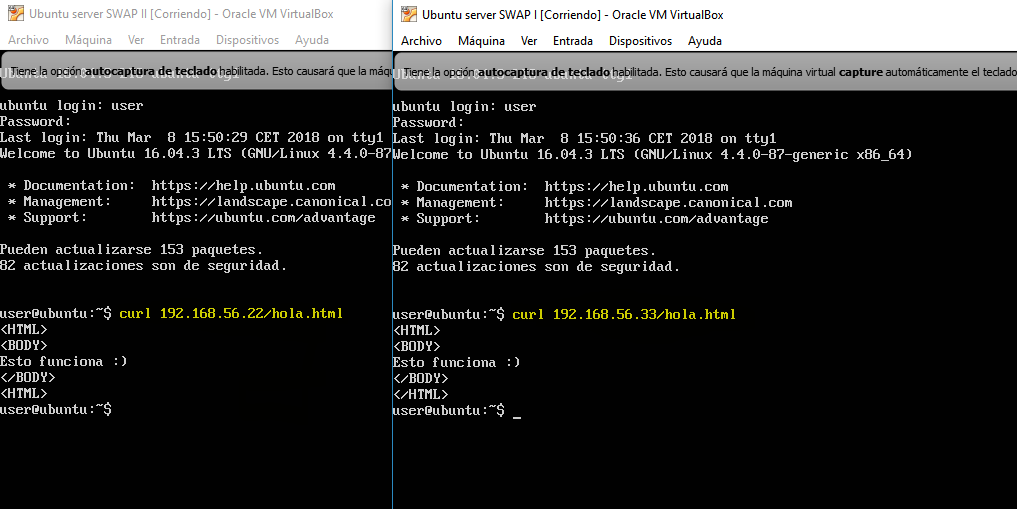 Ubuntu server SWAP II [Corriendo] - Oracle VM VirtualBox
Archivo Máquina Ver Entrada Dispositivos Ayuda
Tiene la opción autocaptura de teclado habilitada. Esto causará que la
ubuntu login: user
Password:
Last login: Thu Mar  8 15:50:29 CET 2018 on tty1
Welcome to Ubuntu 16.04.3 LTS (GNU/Linux 4.4.0-87
* Documentation:  https://help.ubuntu.com
* Management:     https://landscape.canonical.co
* Support:        https://ubuntu.com/advantage
Pueden actualizarse 153 paquetes.
82 actualizaciones son de seguridad.
user@ubuntu:~$ curl 192.168.56.22/hola.html
<HTML>
<BODY>
Esto funciona :)
</BODY>
<HTML>
user@ubuntu:~$
Ubuntu server SWAP I [Corriendo] - Oracle VM VirtualBox
Archivo Máquina Ver Entrada Dispositivos Ayuda
Tiene la opción autocaptura de teclado habilitada. Esto causará que la máquina virtual capture automáticamente el teclado
ubuntu login: user
Password:
Last login: Thu Mar  8 15:50:36 CET 2018 on tty1
Welcome to Ubuntu 16.04.3 LTS (GNU/Linux 4.4.0-87-generic x86_64)
* Documentation:  https://help.ubuntu.com
* Management:     https://landscape.canonical.com
* Support:        https://ubuntu.com/advantage
Pueden actualizarse 153 paquetes.
82 actualizaciones son de seguridad.
user@ubuntu:~$ curl 192.168.56.33/hola.html
<HTML>
<BODY>
Esto funciona :)
</BODY>
</HTML>
user@ubuntu:~$ _